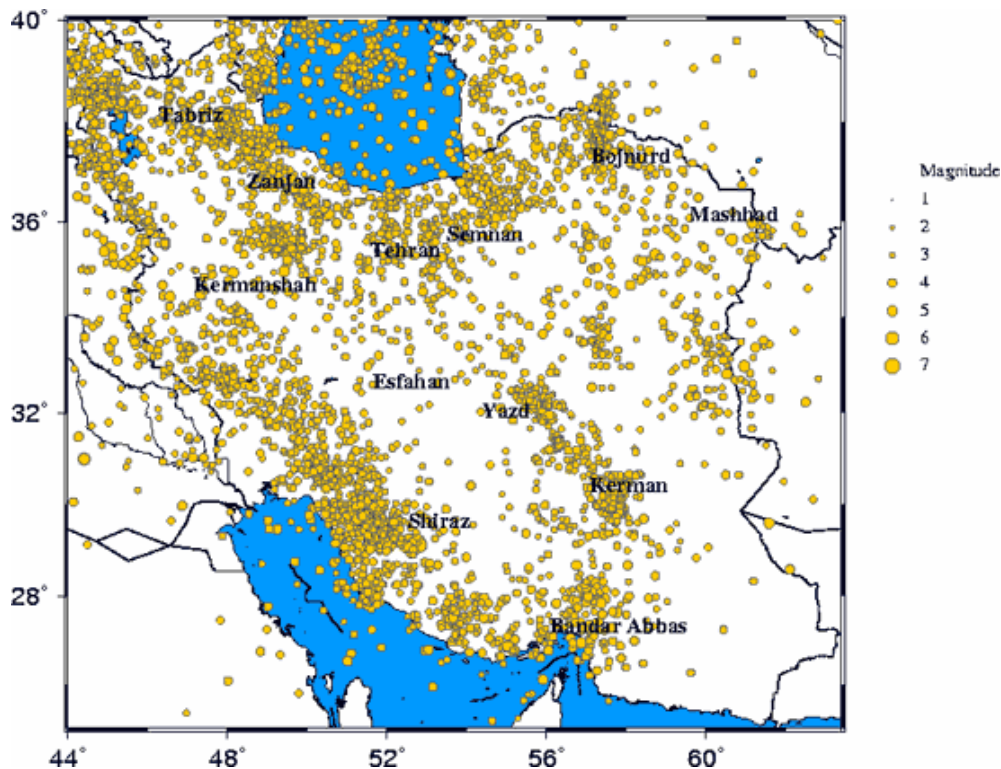 40°
Tabriz
Bojnurd
Zanjan
Magnitude
1
Mashhad
36°
2
Semnan
Tehran
3
Kermanshah
4
5
6
7
Esfahan
32°
Yazd
Kerman
Shiraz
28°
Bandar Abbas
44° 48° 52° 56° 60°